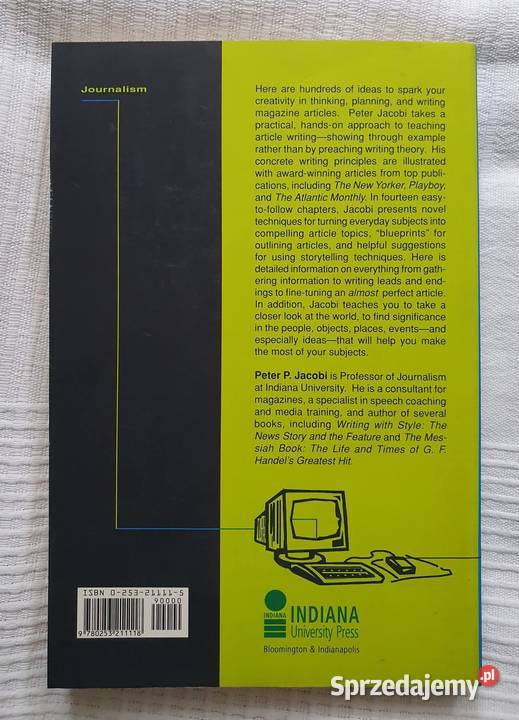 Journalism
Here are hundreds of ideas to spark your
creativity in thinking, planning, and writing
magazine articles. Peter Jacobi takes a
practical, hands-on approach to teaching
article writing—showing through example
rather than by preaching writing theory. His
concrete writing principles are illustrated
with award-winning articles from top publi-
cations, including The New Yorker, Playboy,
and The Atlantic Monthly. In fourteen easy-
to-follow chapters, Jacobi presents novel
techniques for turning everyday subjects into
compelling article topics, “blueprints” for
outlining articles, and helpful suggestions
for using storytelling techniques. Here is
detailed information on everything from gath-
ering information to writing leads and end-
ings to fine-tuning an almost perfect article.
In addition, Jacobi teaches you to take a
closer look at the world, to find significance
in the people, objects, places, events—and
especially ideas—that will help you make
the most of your subjects.
Peter P. Jacobi is Professor of Journalism
at Indiana University. He is a consultant for
magazines, a specialist in speech coaching
and media training, and author of several
books, including Writing with Style: The
News Story and the Feature and The Mes-
siah Book: The Life and Times of G. F.
Handel's Greatest Hit.
ISBN 0-253-21111-5
90000
9 780253 211118
INDIANA
INDIANA
University Press
Bloomington & Indianapolis
Sprzedajemy.pl